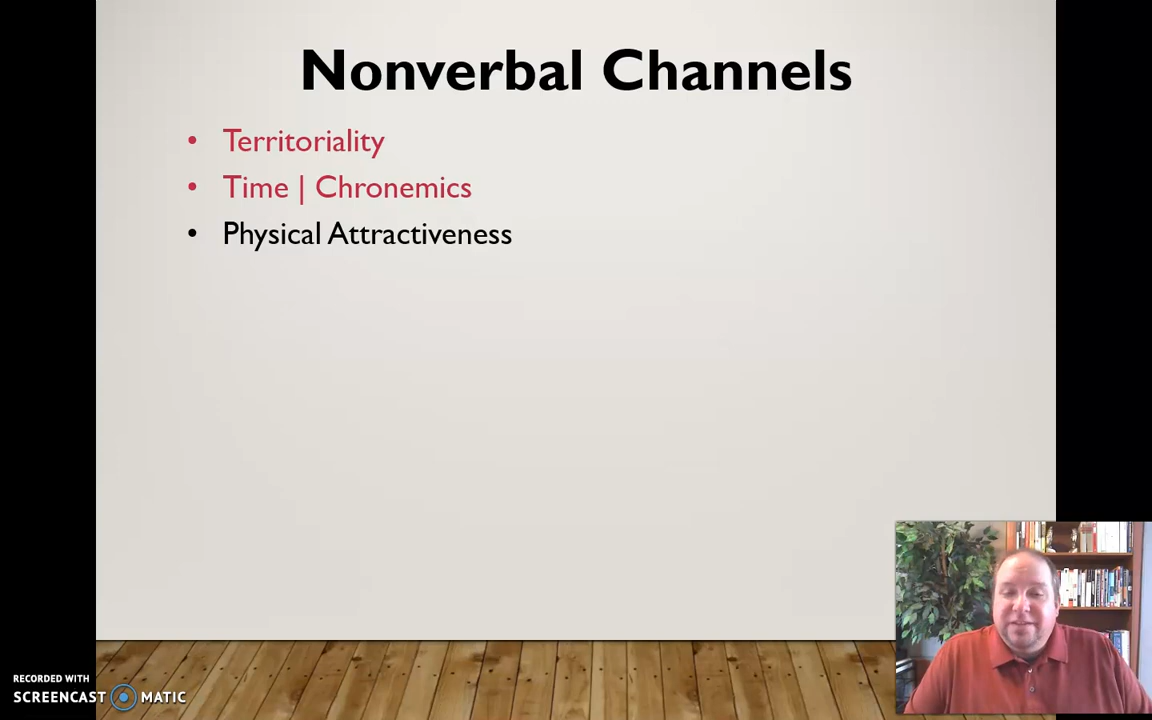 Nonverbal Channels
• Territoriality
• Time | Chronemics
• Physical Attractiveness
RECORDED WITH
SCREENCAST MATIC